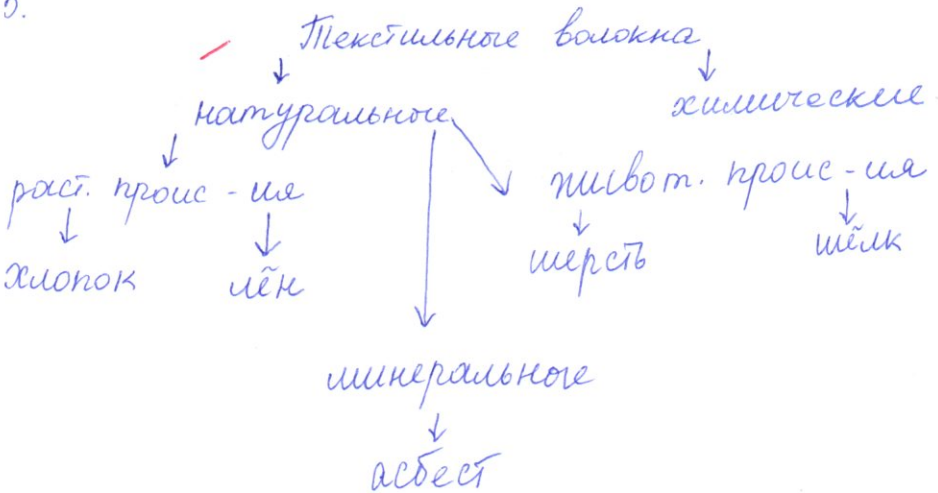 5.
Текстильные волокна
натуральные химические
раст. проис-ия живот. проис-ия
хлопок лён шерсть шёлк
минеральные
асбест